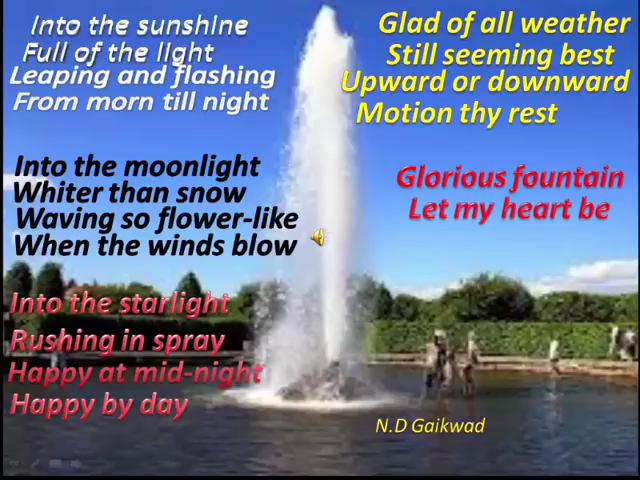 Into the sunshine
Full of the light
Leaping and flashing
From morn till night
Into the moonlight
Whiter than snow
Waving so flower-like
When the winds blow
Into the starlight
Rushing in spray
Happy at mid-night
Happy by day
Glad of all weather
Still seeming best
Upward or downward
Motion thy rest
Glorious fountain
Let my heart be
N.D Gaikwad